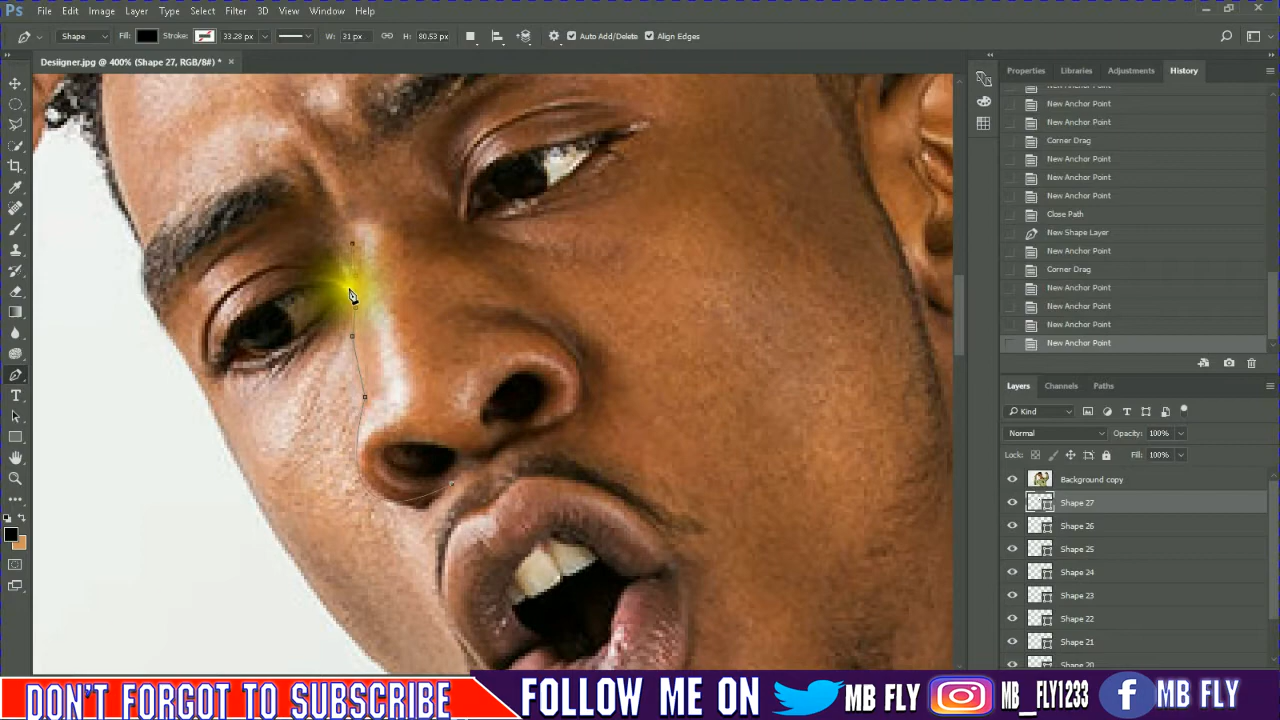 Ps File Edit Image Layer Type Select Filter 3D View Window Help
Shape Fill: Stroke: 33.28 px W: 31 px H: 80.53 px Auto Add/Delete Align Edges
Desiigner.jpg @ 400% (Shape 27, RGB/8#) * ×
Properties Libraries Adjustments History
New Anchor Point
New Anchor Point
New Anchor Point
Corner Drag
New Anchor Point
New Anchor Point
New Anchor Point
Close Path
New Shape Layer
New Anchor Point
Corner Drag
New Anchor Point
New Anchor Point
New Anchor Point
New Anchor Point
Layers Channels Paths
Kind
Normal Opacity: 100%
Lock: Fill: 100%
Background copy
Shape 27
Shape 26
Shape 25
Shape 24
Shape 23
Shape 22
Shape 21
Shape 20
DON'T FORGOT TO SUBSCRIBE FOLLOW ME ON MB FLY MB_FLY1233 MB FLY